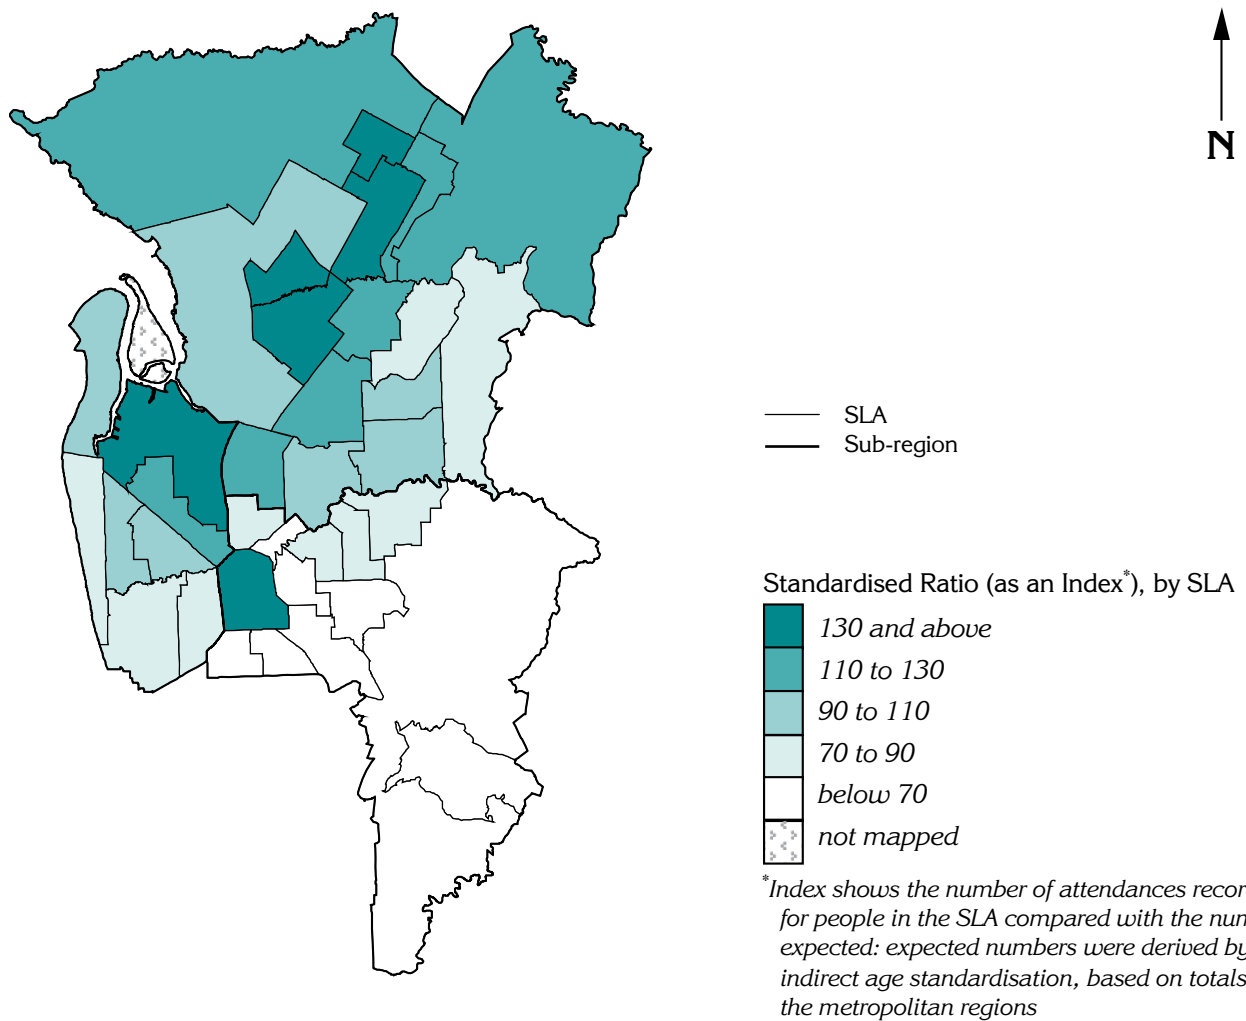 N
SLA
Sub-region
Standardised Ratio (as an Index*), by SLA
130 and above
110 to 130
90 to 110
70 to 90
below 70
not mapped
*Index shows the number of attendances recor
for people in the SLA compared with the nu
expected: expected numbers were derived by
indirect age standardisation, based on totals
the metropolitan regions